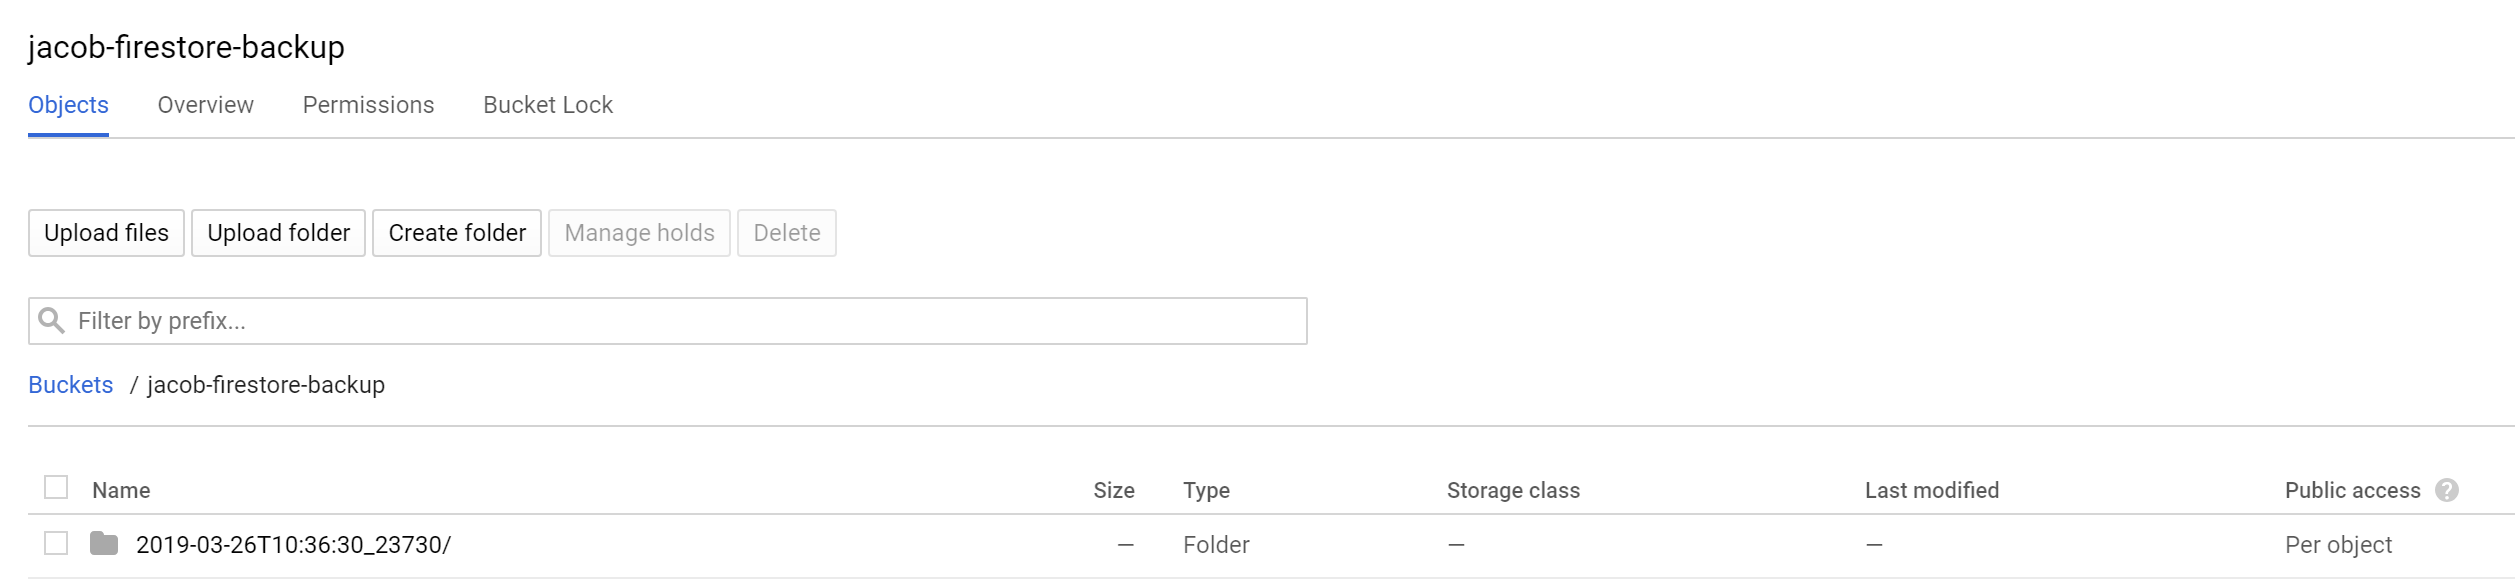 jacob-firestore-backup
Objects Overview Permissions Bucket Lock
Upload files Upload folder Create folder Manage holds Delete
Filter by prefix...
Buckets / jacob-firestore-backup
Name Size Type Storage class Last modified Public access ?
2019-03-26T10:36:30_23730/ — Folder — — Per object